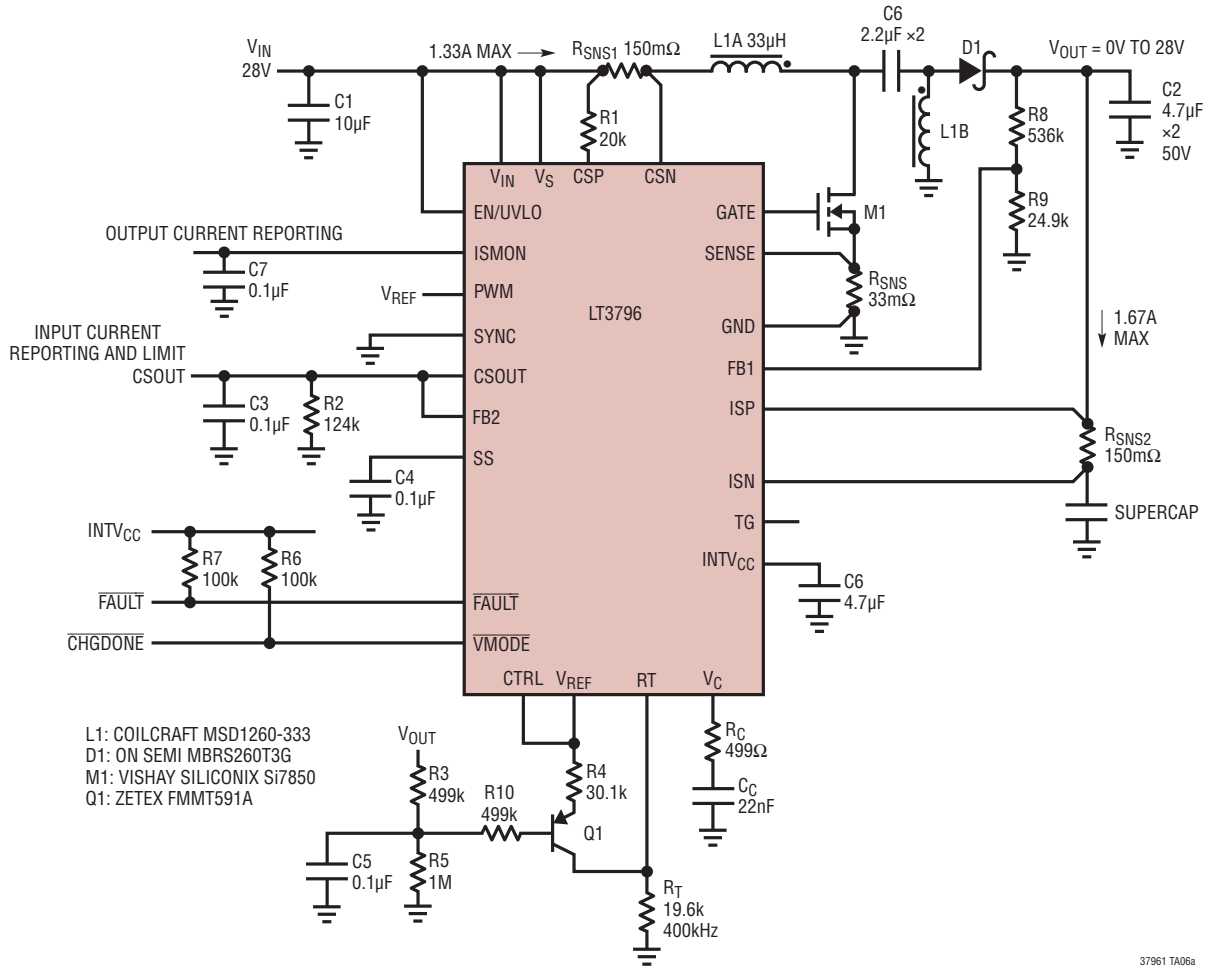 VIN
28V
1.33A MAX
RSNS1 150mΩ
L1A 33µH
C6
2.2µF ×2
D1
VOUT = 0V TO 28V
C1
10µF
R1
20k
L1B
R8
536k
C2
4.7µF
×2
50V
VIN
VS
CSP
CSN
EN/UVLO
GATE
M1
R9
24.9k
OUTPUT CURRENT REPORTING
ISMON
SENSE
C7
0.1µF
RSNS
33mΩ
VREF
PWM
LT3796
INPUT CURRENT
REPORTING AND LIMIT
SYNC
GND
1.67A
MAX
CSOUT
CSOUT
FB1
C3
0.1µF
R2
124k
FB2
ISP
RSNS2
150mΩ
SS
C4
0.1µF
ISN
SUPERCAP
TG
INTVCC
R7
100k
R6
100k
INTVCC
C6
4.7µF
FAULT
FAULT
CHGDONE
VMODE
CTRL
VREF
RT
VC
L1: COILCRAFT MSD1260-333
D1: ON SEMI MBRS260T3G
M1: VISHAY SILICONIX Si7850
Q1: ZETEX FMMT591A
VOUT
R3
499k
R10
499k
R4
30.1k
RC
499Ω
CC
22nF
Q1
C5
0.1µF
R5
1M
RT
19.6k
400kHz
37961 TA06a